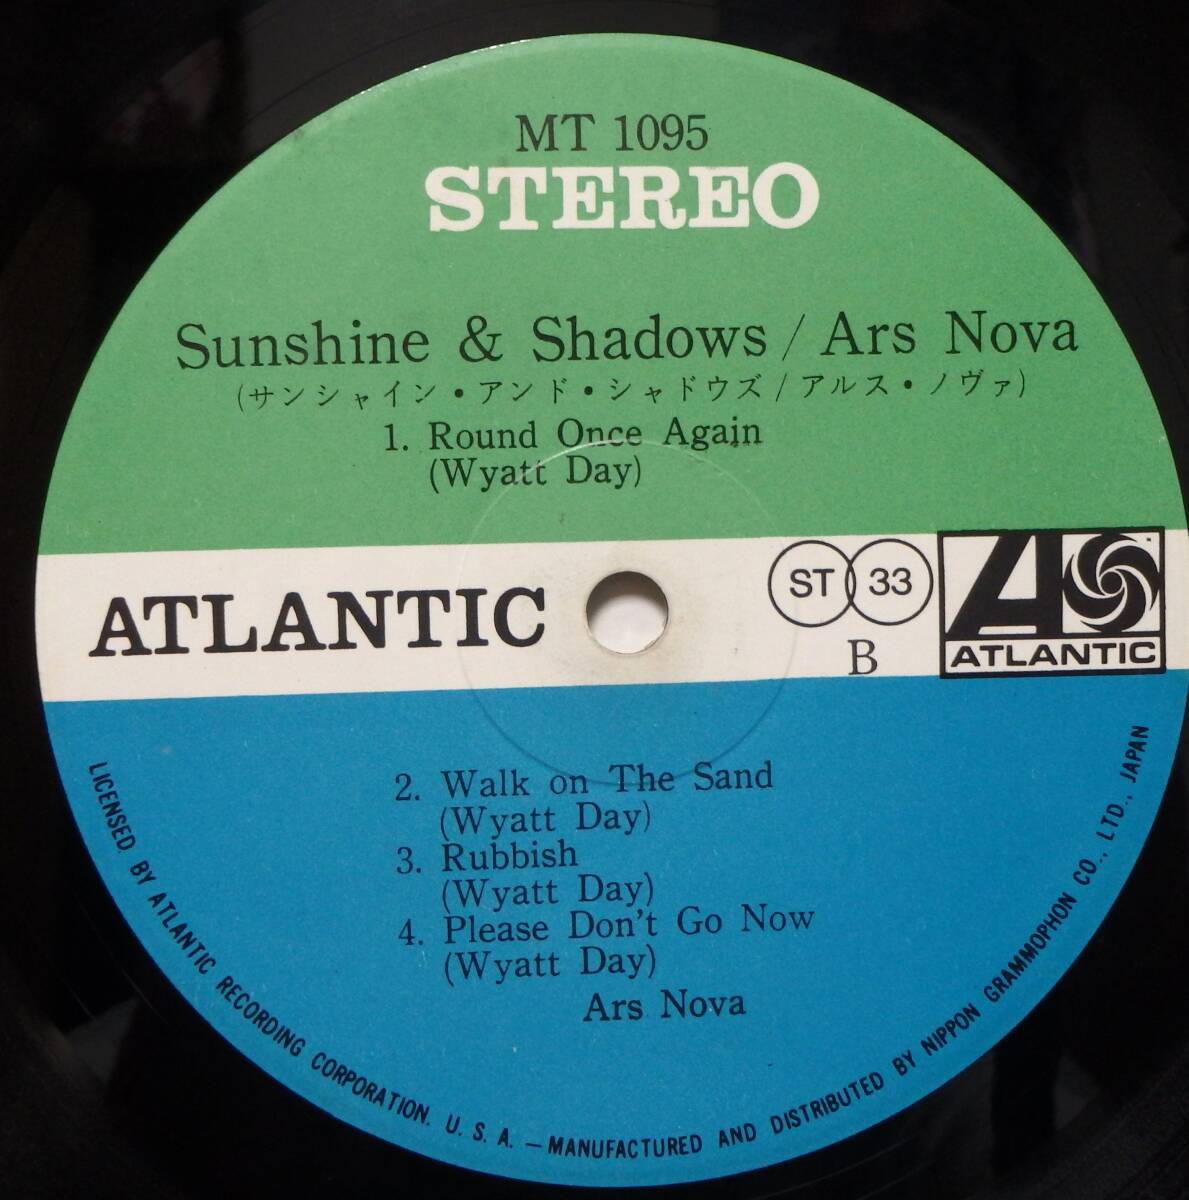 MT 1095
STEREO
Sunshine & Shadows / Ars Nova
(サンシャイン・アンド・シャドウズ/アルス・ノヴァ)
1. Round Once Again
(Wyatt Day)
ATLANTIC
ST 33
B
ATLANTIC
2. Walk on The Sand
(Wyatt Day)
3. Rubbish
(Wyatt Day)
4. Please Don't Go Now
(Wyatt Day)
Ars Nova
LICENSED. BY ATLANTIC RECORDING CORPORATION. U. S. A. — MANUFACTURED AND DISTRIBUTED BY NIPPON GRAMMOPHON CO., LTD., JAPAN